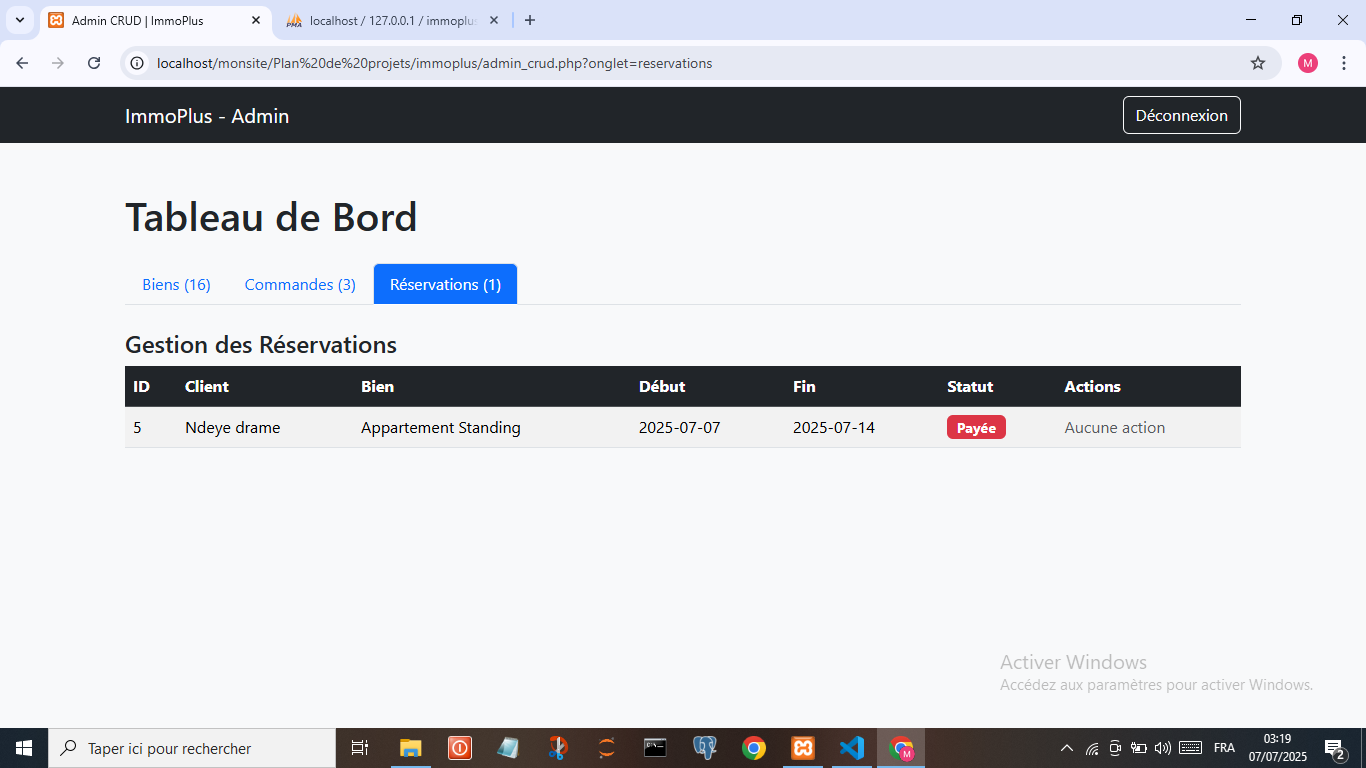 Admin CRUD | ImmoPlus
localhost / 127.0.0.1 / immoplus
localhost/monsite/Plan%20de%20projets/immoplus/admin_crud.php?onglet=reservations
M
ImmoPlus - Admin
Déconnexion
Tableau de Bord
Biens (16) Commandes (3) Réservations (1)
Gestion des Réservations
ID Client Bien Début Fin Statut Actions
5 Ndeye drame Appartement Standing 2025-07-07 2025-07-14 Payée Aucune action
Activer Windows
Accédez aux paramètres pour activer Windows.
Taper ici pour rechercher
FRA
03:19
07/07/2025
2